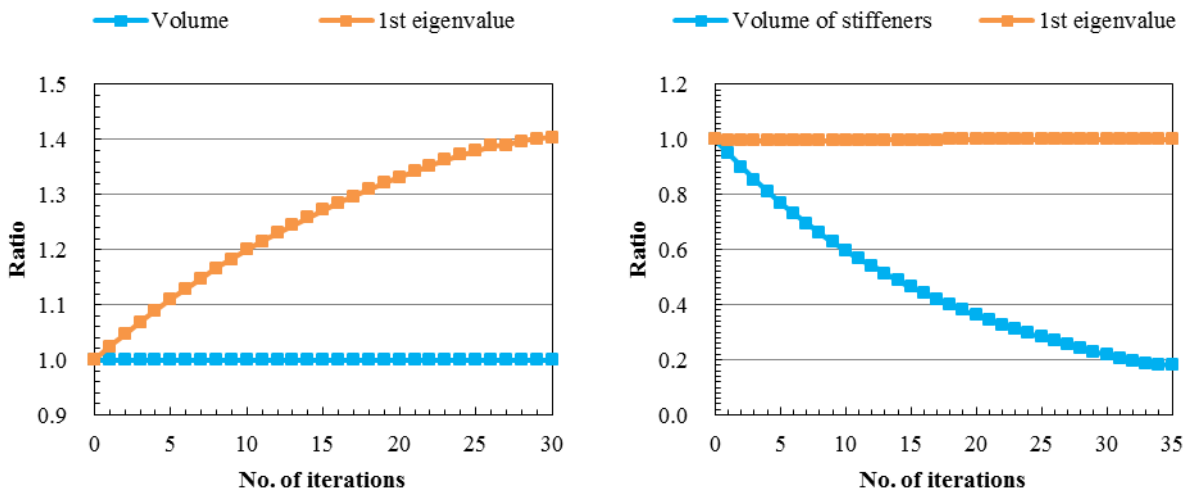 Volume
1st eigenvalue
1.5
1.4
1.3
1.2
1.1
1.0
0.9
Ratio
0 5 10 15 20 25 30
No. of iterations
Volume of stiffeners
1st eigenvalue
1.2
1.0
0.8
0.6
0.4
0.2
0.0
Ratio
0 5 10 15 20 25 30 35
No. of iterations